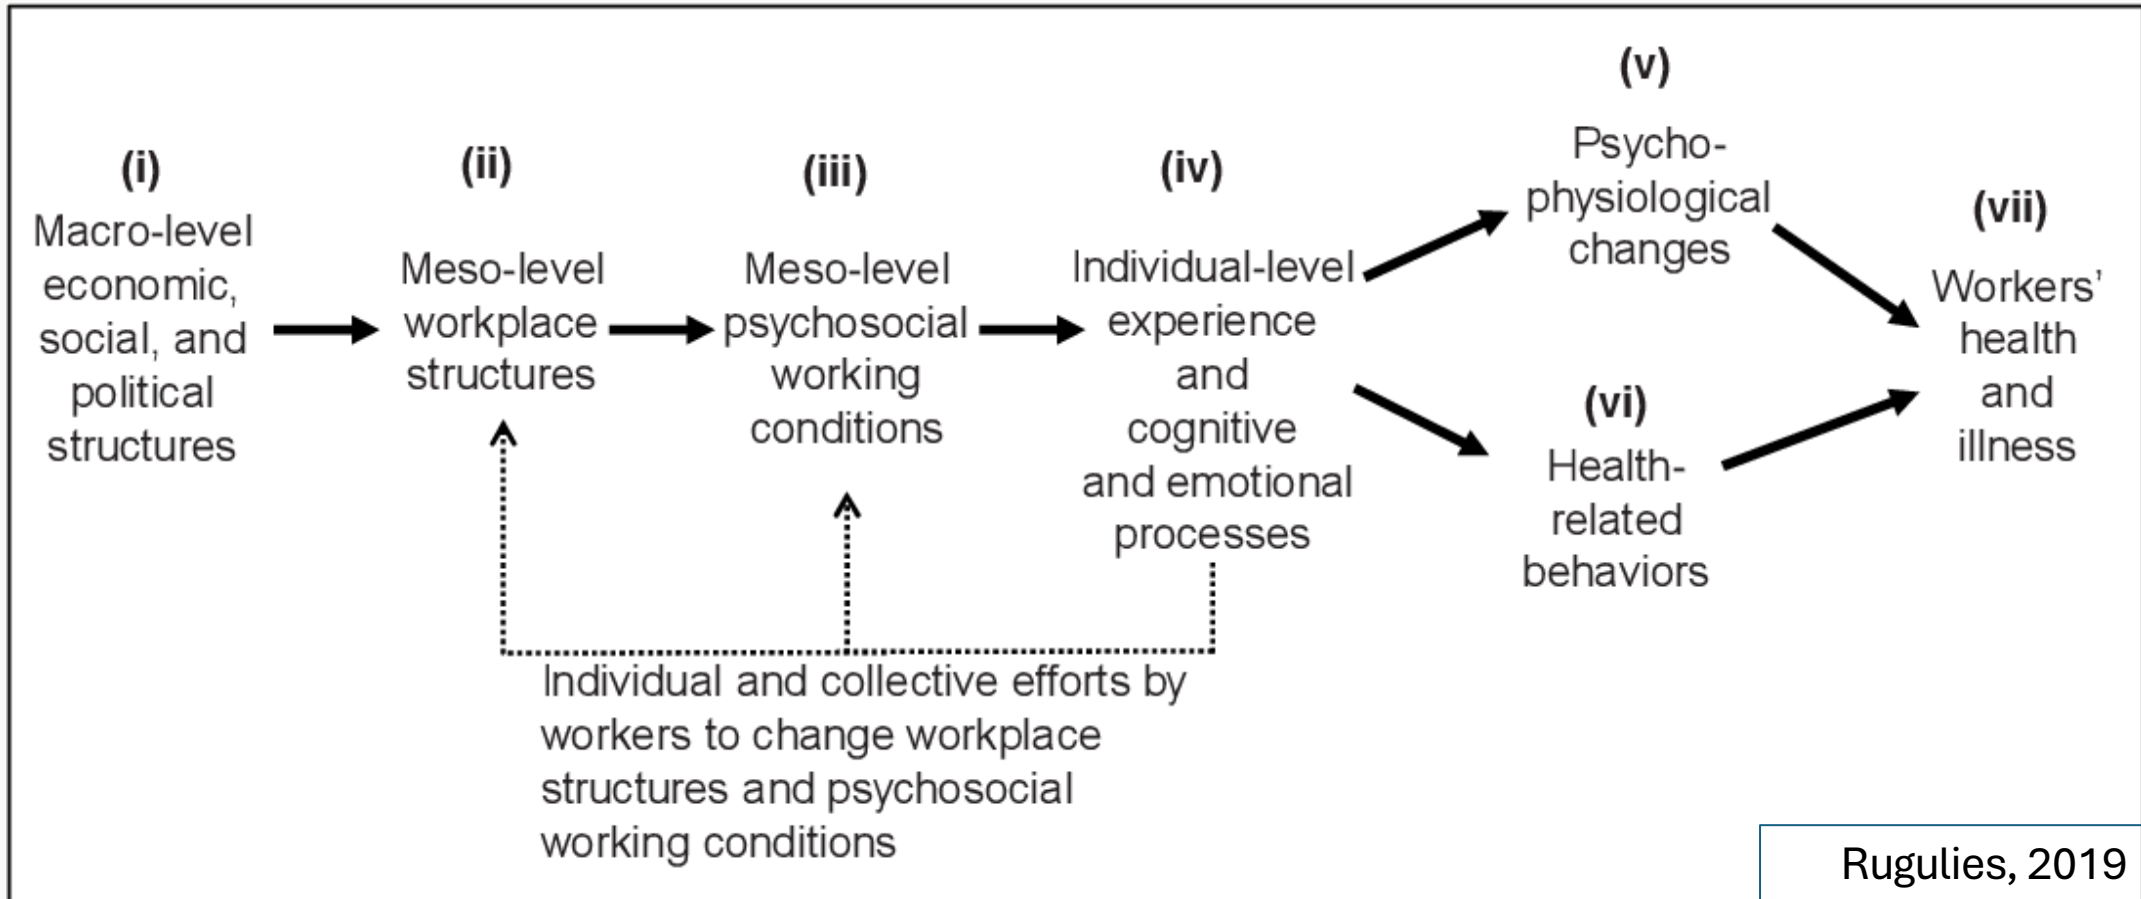 (i)
Macro-level
economic,
social, and
political
structures
(ii)
Meso-level
workplace
structures
(iii)
Meso-level
psychosocial
working
conditions
(iv)
Individual-level
experience
and
cognitive
and emotional
processes
(v)
Psycho-
physiological
changes
(vi)
Health-
related
behaviors
(vii)
Workers’
health
and
illness
Individual and collective efforts by
workers to change workplace
structures and psychosocial
working conditions
Rugulies, 2019